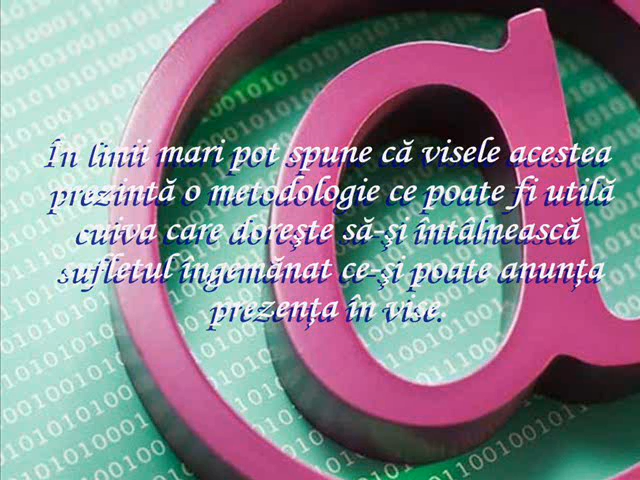 În linii mari pot spune că visele acestea
prezintă o metodologie ce poate fi utilă
cuiva care doreşte să-şi întâlnească
sufletul îngemănat ce-şi poate anunţa
prezenţa în vise.